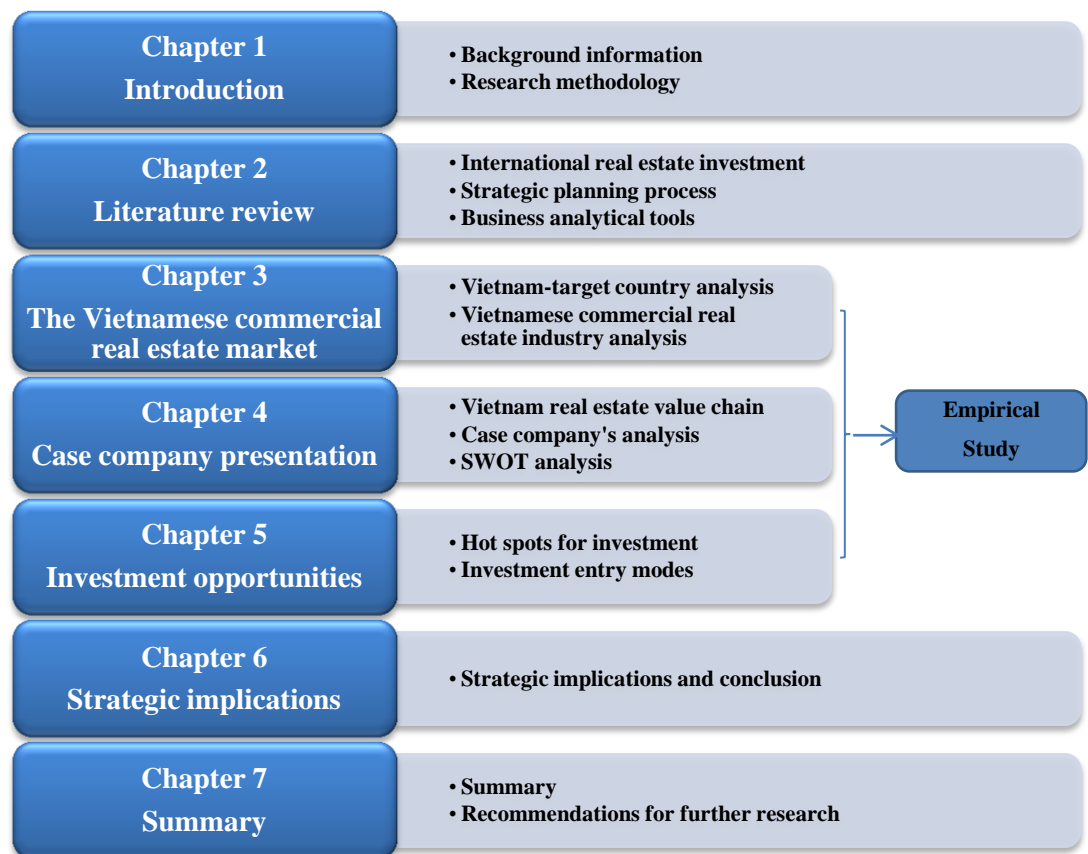 Chapter 1
Introduction
• Background information
• Research methodology
Chapter 2
Literature review
• International real estate investment
• Strategic planning process
• Business analytical tools
Chapter 3
The Vietnamese commercial
real estate market
• Vietnam-target country analysis
• Vietnamese commercial real
estate industry analysis
Chapter 4
Case company presentation
• Vietnam real estate value chain
• Case company's analysis
• SWOT analysis
Empirical
Study
Chapter 5
Investment opportunities
• Hot spots for investment
• Investment entry modes
Chapter 6
Strategic implications
• Strategic implications and conclusion
Chapter 7
Summary
• Summary
• Recommendations for further research